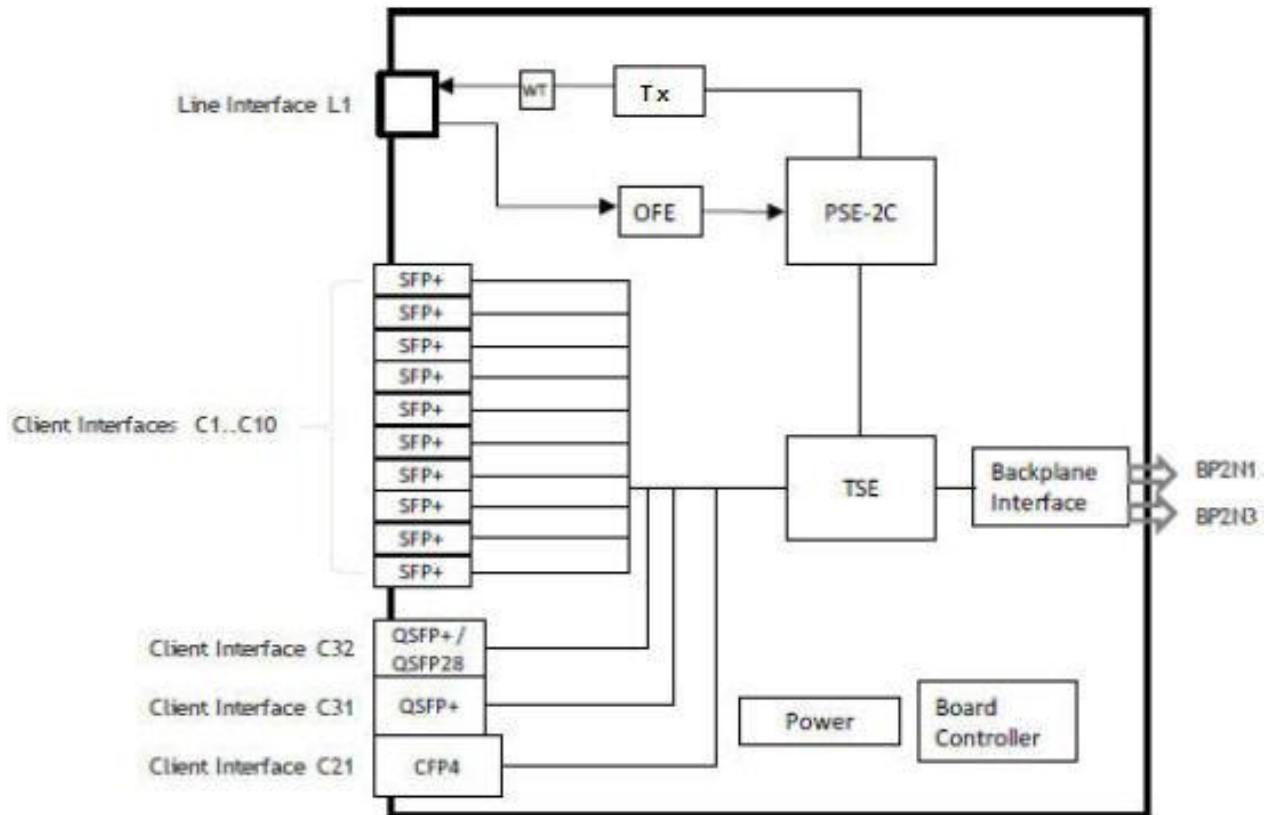 Line Interface L1
WT
Tx
OFE
PSE-2C
SFP+
SFP+
SFP+
SFP+
SFP+
SFP+
SFP+
SFP+
SFP+
SFP+
Client Interfaces C1..C10
TSE
Backplane
Interface
BP2N1
BP2N3
Client Interface C32
QSFP+ /
QSFP28
Client Interface C31
QSFP+
Client Interface C21
CFP4
Power
Board
Controller